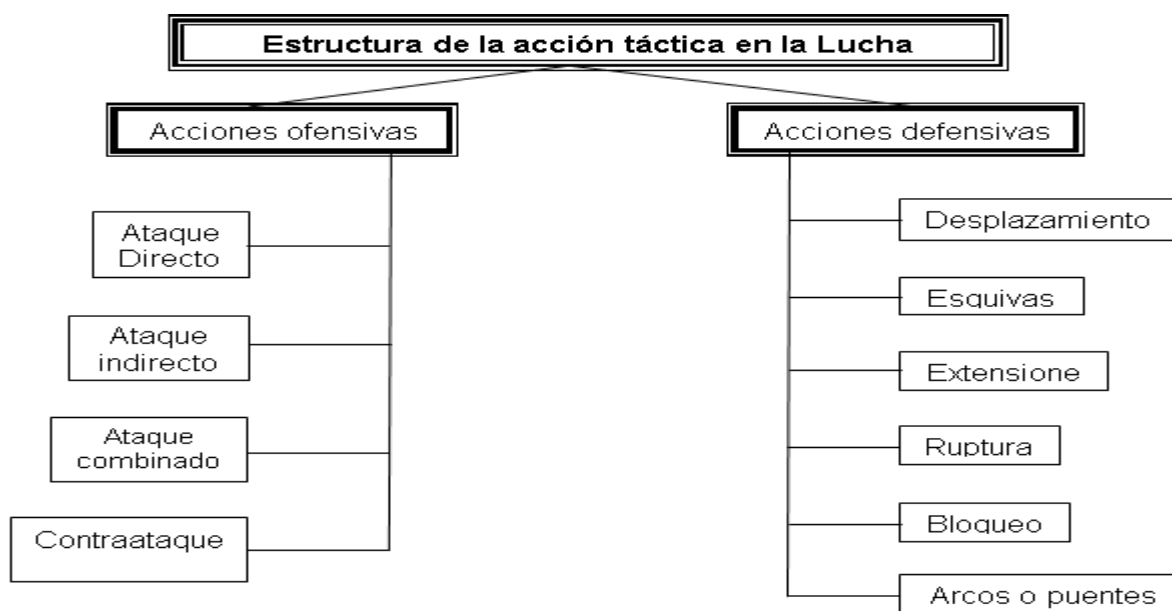 Estructura de la acción táctica en la Lucha
Acciones ofensivas
Acciones defensivas
Ataque
Directo
Ataque
indirecto
Ataque
combinado
Contraataque
Desplazamiento
Esquivas
Extensione
Ruptura
Bloqueo
Arcos o puentes